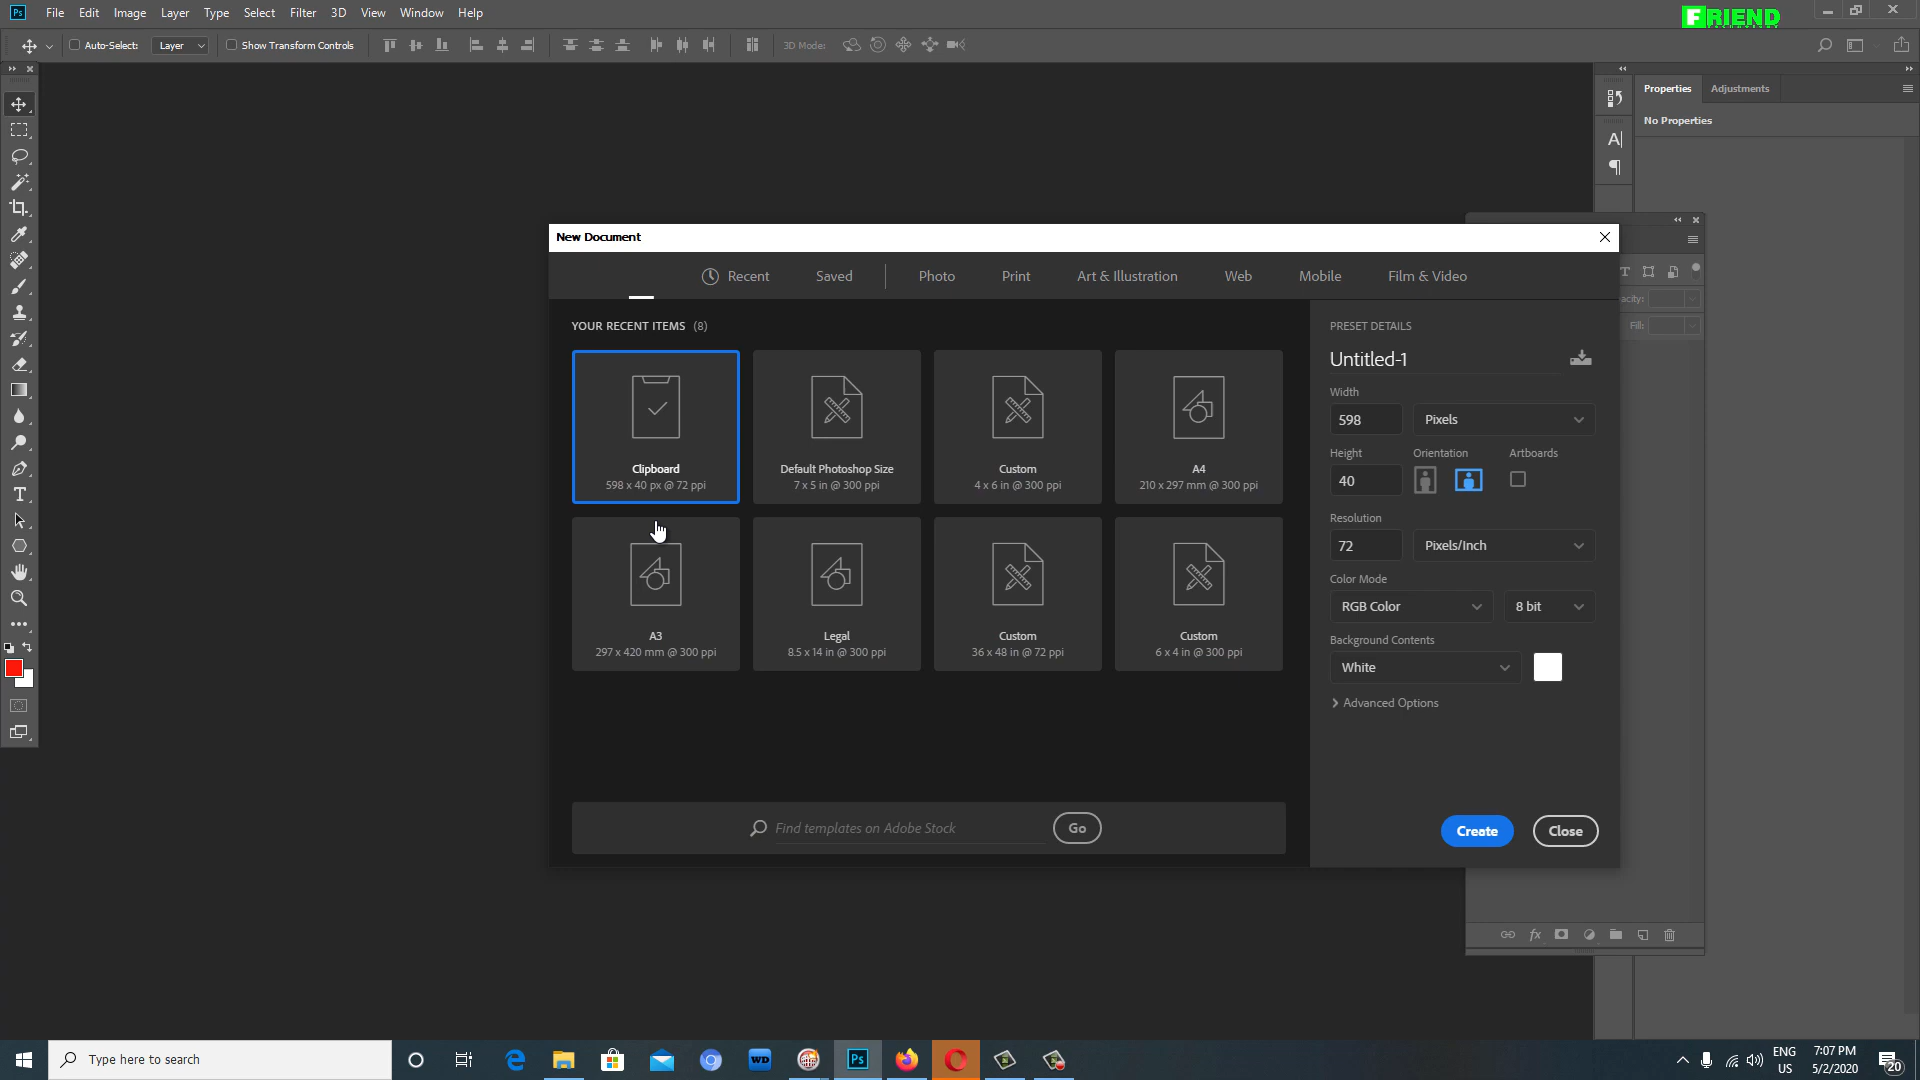 Ps File Edit Image Layer Type Select Filter 3D View Window Help
FRIEND
Auto-Select: Layer Show Transform Controls 3D Mode:
Properties Adjustments
No Properties
New Document
Recent Saved Photo Print Art & Illustration Web Mobile Film & Video
YOUR RECENT ITEMS (8)
Clipboard
598 x 40 px @ 72 ppi
Default Photoshop Size
7 x 5 in @ 300 ppi
Custom
4 x 6 in @ 300 ppi
A4
210 x 297 mm @ 300 ppi
A3
297 x 420 mm @ 300 ppi
Legal
8.5 x 14 in @ 300 ppi
Custom
36 x 48 in @ 72 ppi
Custom
6 x 4 in @ 300 ppi
Find templates on Adobe Stock Go
PRESET DETAILS
Untitled-1
Width
598 Pixels
Height Orientation Artboards
40
Resolution
72 Pixels/Inch
Color Mode
RGB Color 8 bit
Background Contents
White
Advanced Options
Create Close
acity:
Fill:
fx
Type here to search
WD
Ps
ENG
US
7:07 PM
5/2/2020
20